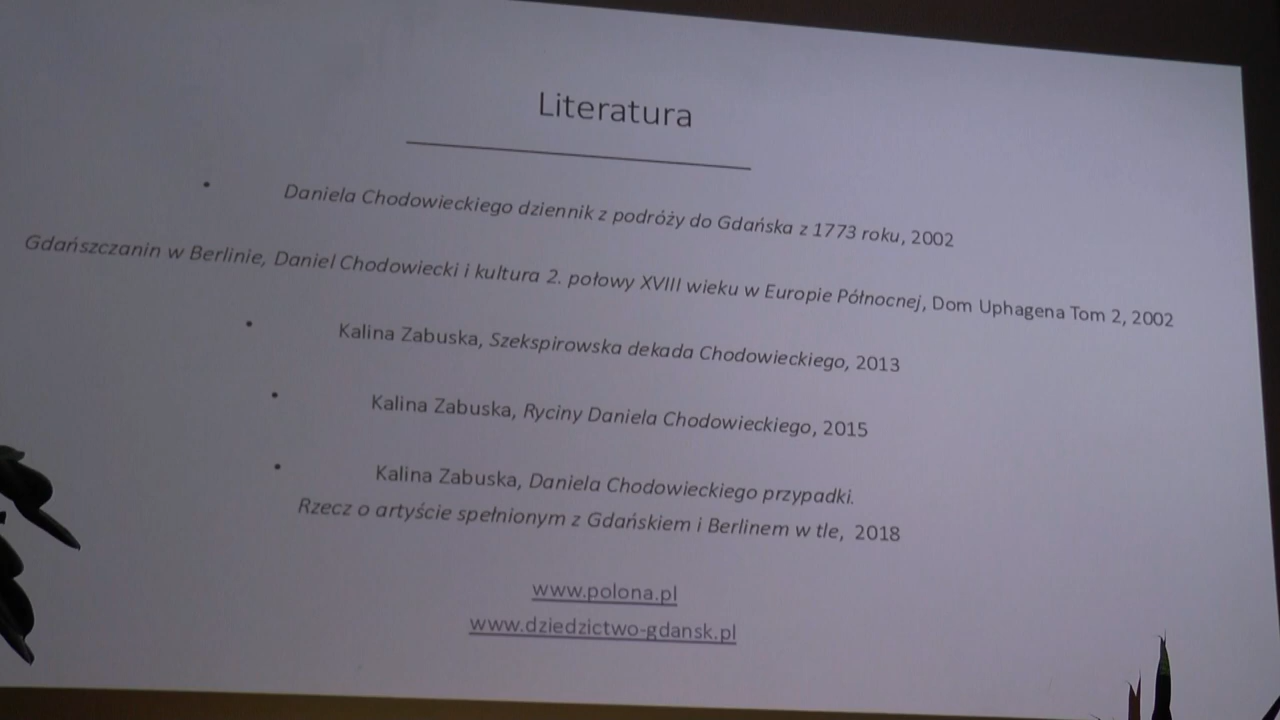 Literatura
• Daniela Chodowieckiego dziennik z podróży do Gdańska z 1773 roku, 2002
Gdańszczanin w Berlinie, Daniel Chodowiecki i kultura 2. połowy XVIII wieku w Europie Północnej, Dom Uphagena Tom 2, 2002
• Kalina Zabuska, Szekspirowska dekada Chodowieckiego, 2013
• Kalina Zabuska, Ryciny Daniela Chodowieckiego, 2015
• Kalina Zabuska, Daniela Chodowieckiego przypadki.
Rzecz o artyście spełnionym z Gdańskiem i Berlinem w tle, 2018
www.polona.pl
www.dziedzictwo-gdansk.pl